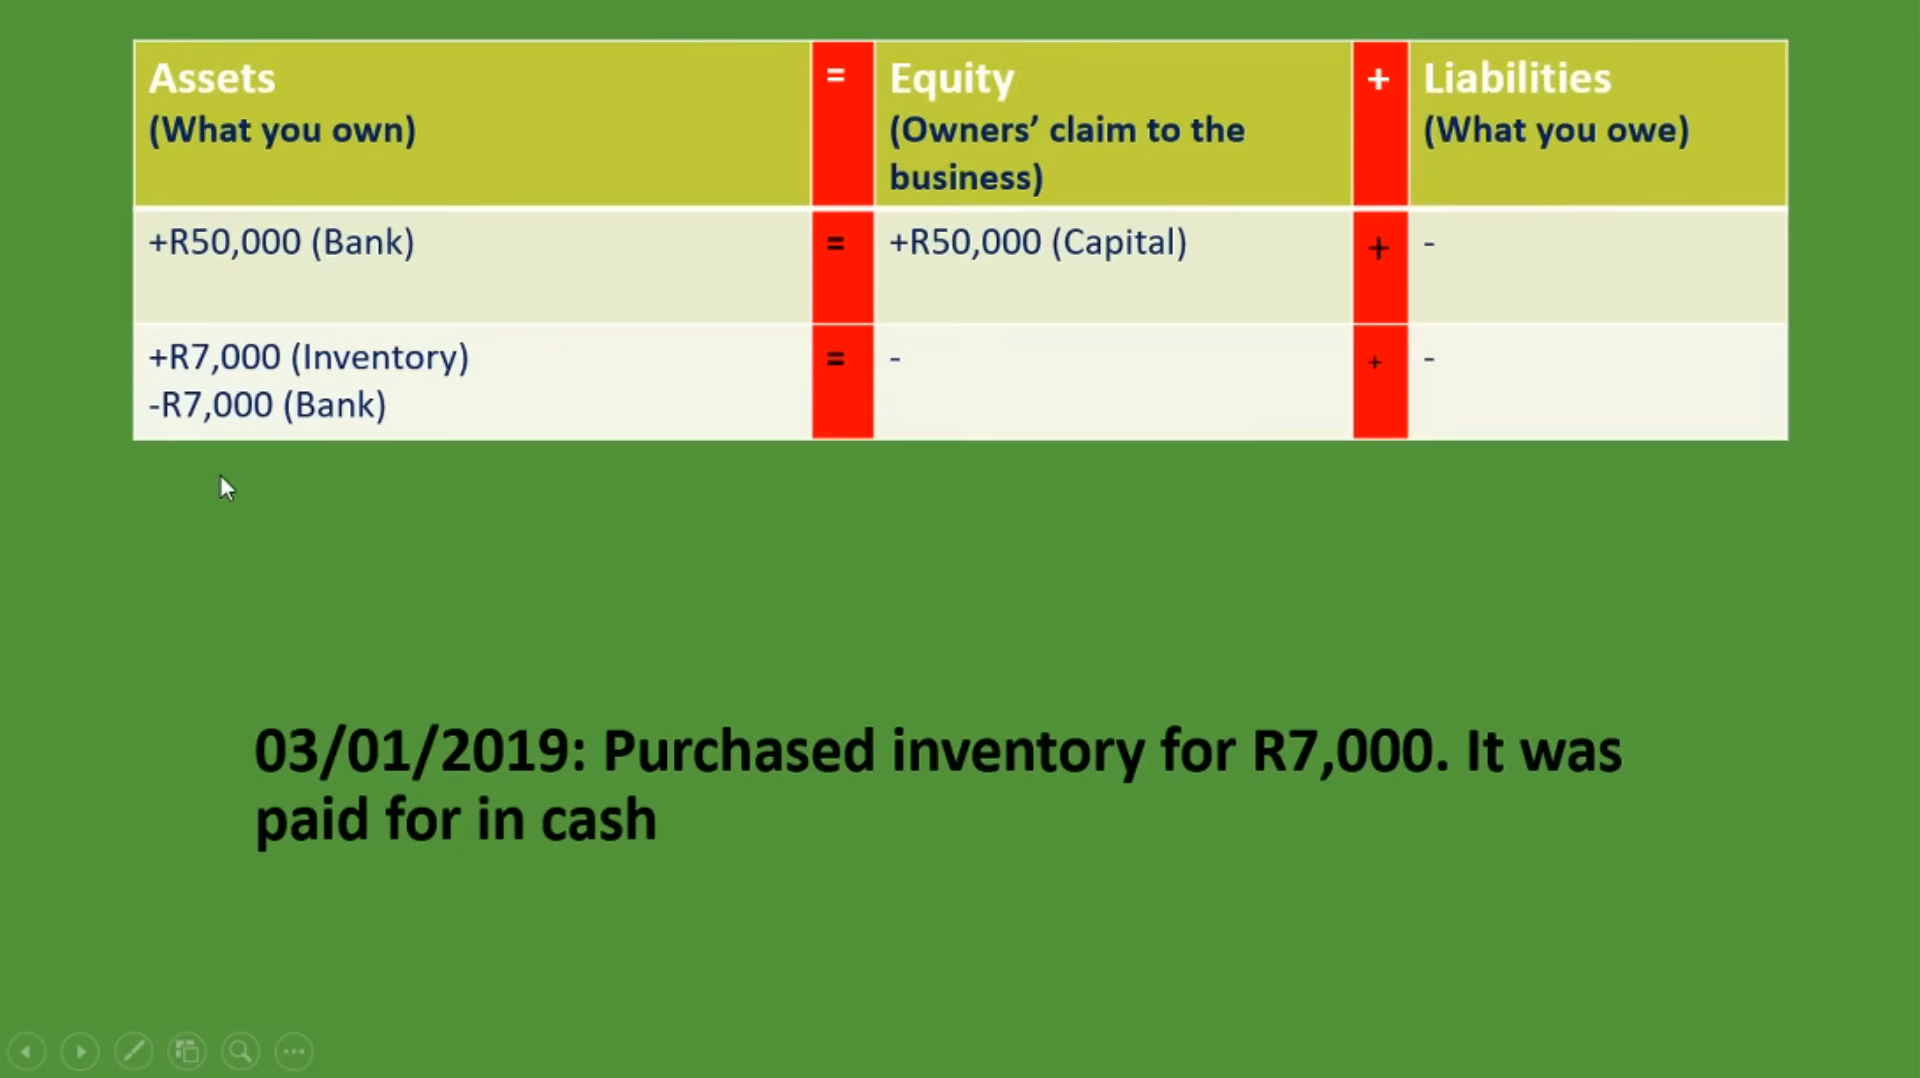 Assets = Equity + Liabilities
(What you own) (Owners’ claim to the (What you owe)
business)
+R50,000 (Bank) = +R50,000 (Capital) + -
+R7,000 (Inventory) = - + -
-R7,000 (Bank)
03/01/2019: Purchased inventory for R7,000. It was
paid for in cash